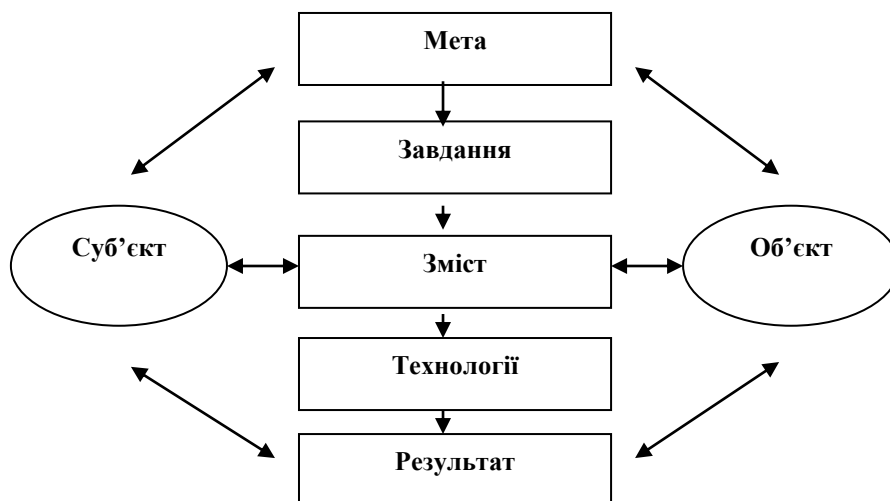 Мета
Завдання
Суб’єкт
Зміст
Об’єкт
Технології
Результат